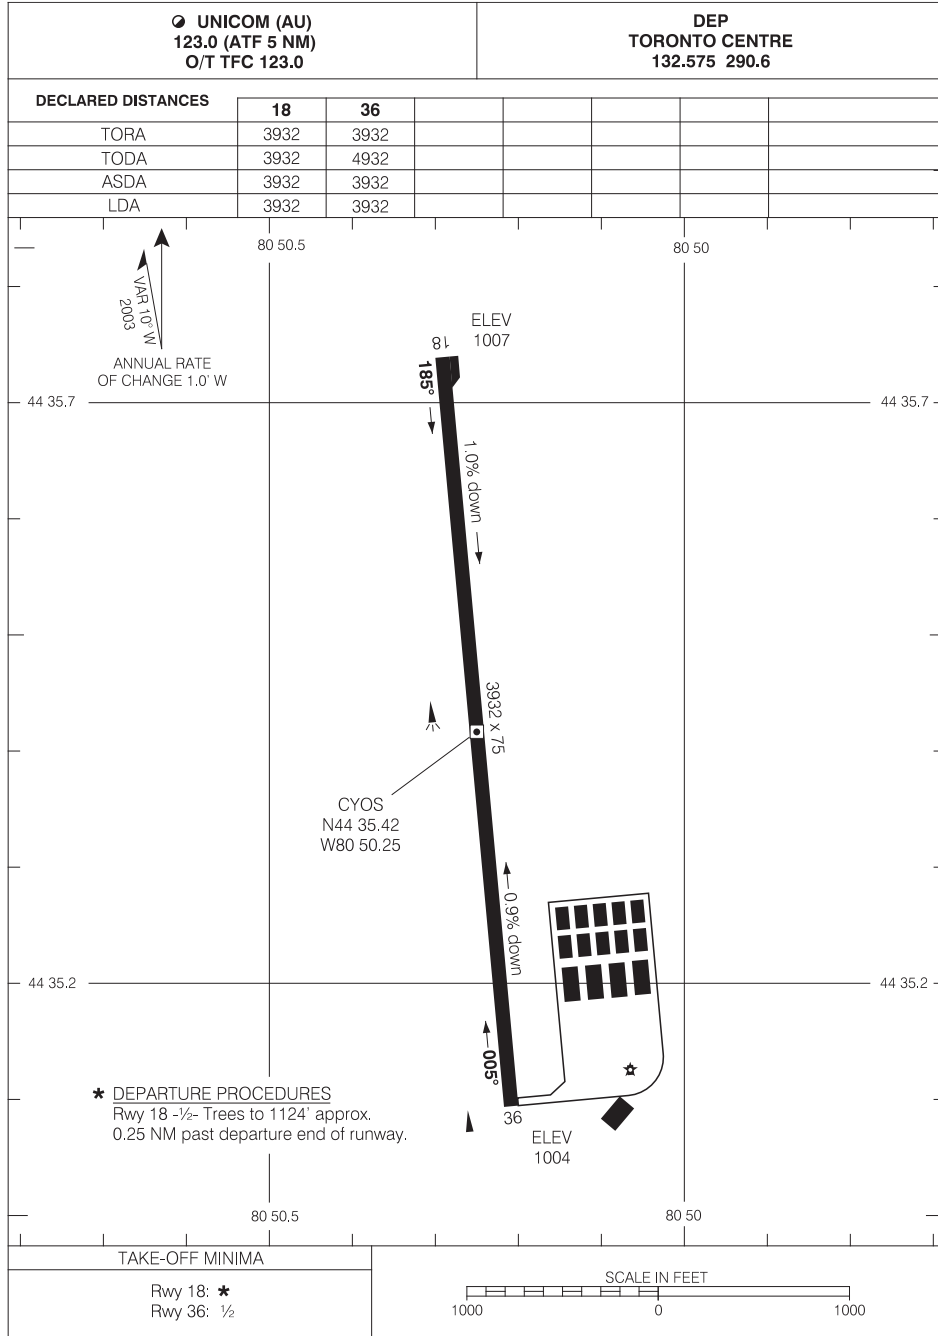 UNICOM (AU)
123.0 (ATF 5 NM)
O/T TFC 123.0
DEP
TORONTO CENTRE
132.575 290.6
DECLARED DISTANCES
18 36
TORA 3932 3932
TODA 3932 4932
ASDA 3932 3932
LDA 3932 3932
80 50.5
80 50
VAR 10° W
2003
ANNUAL RATE
OF CHANGE 1.0' W
ELEV
1007
18
185°
44 35.7
44 35.7
1.0% down
3932 x 75
CYOS
N44 35.42
W80 50.25
0.9% down
44 35.2
44 35.2
005°
36
ELEV
1004
* DEPARTURE PROCEDURES
Rwy 18 -½- Trees to 1124' approx.
0.25 NM past departure end of runway.
80 50.5
80 50
TAKE-OFF MINIMA
Rwy 18: *
Rwy 36: ½
SCALE IN FEET
1000 0 1000